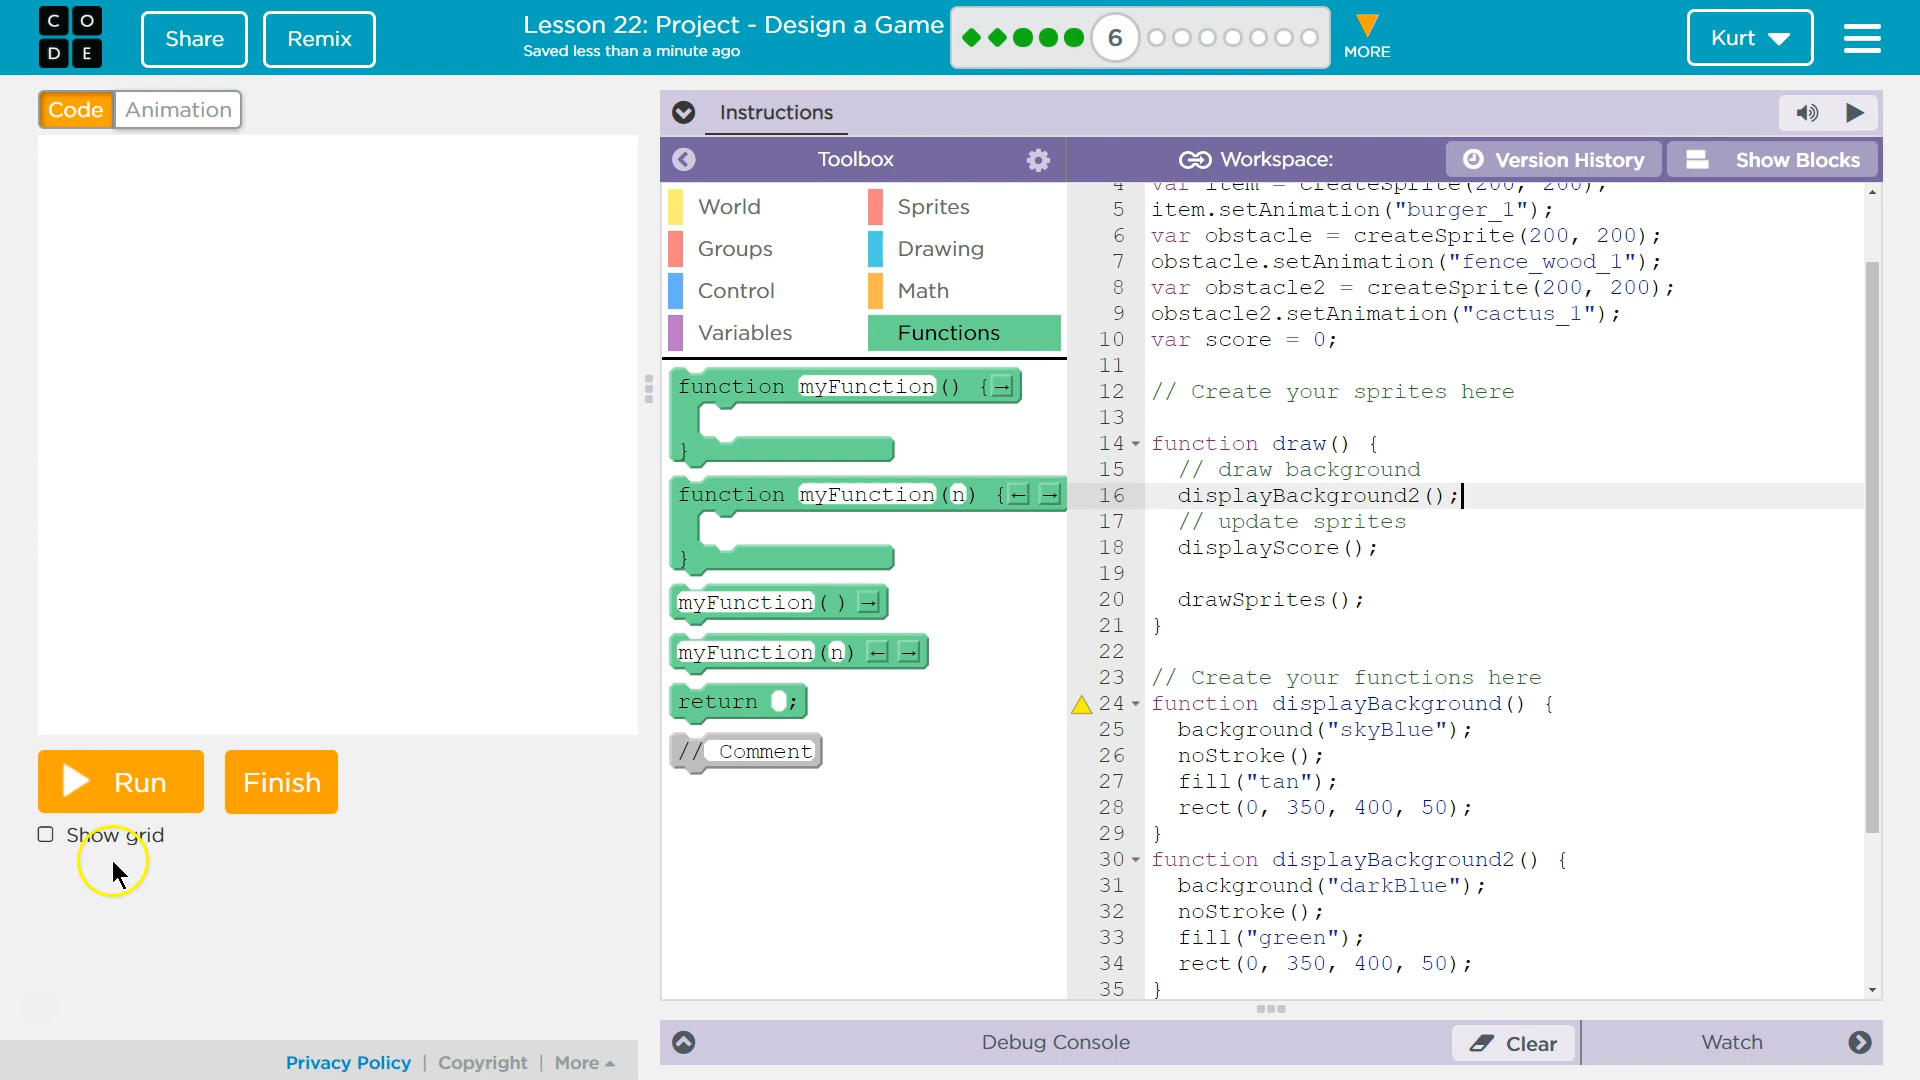 C O
D E
Share
Remix
Lesson 22: Project - Design a Game
Saved less than a minute ago
6
MORE
Kurt
Code
Animation
Instructions
Toolbox
Workspace:
Version History
Show Blocks
World
Sprites
Groups
Drawing
Control
Math
Variables
Functions
function myFunction() {→
}
function myFunction(n) {← →
}
myFunction() →
myFunction(n) ← →
return ;
// Comment
4 var item = createSprite(200, 200);
5 item.setAnimation("burger_1");
6 var obstacle = createSprite(200, 200);
7 obstacle.setAnimation("fence_wood_1");
8 var obstacle2 = createSprite(200, 200);
9 obstacle2.setAnimation("cactus_1");
10 var score = 0;
11
12 // Create your sprites here
13
14 function draw() {
15 // draw background
16 displayBackground2();
17 // update sprites
18 displayScore();
19
20 drawSprites();
21 }
22
23 // Create your functions here
24 function displayBackground() {
25 background("skyBlue");
26 noStroke();
27 fill("tan");
28 rect(0, 350, 400, 50);
29 }
30 function displayBackground2() {
31 background("darkBlue");
32 noStroke();
33 fill("green");
34 rect(0, 350, 400, 50);
35 }
Run
Finish
Show grid
Debug Console
Clear
Watch
Privacy Policy | Copyright | More